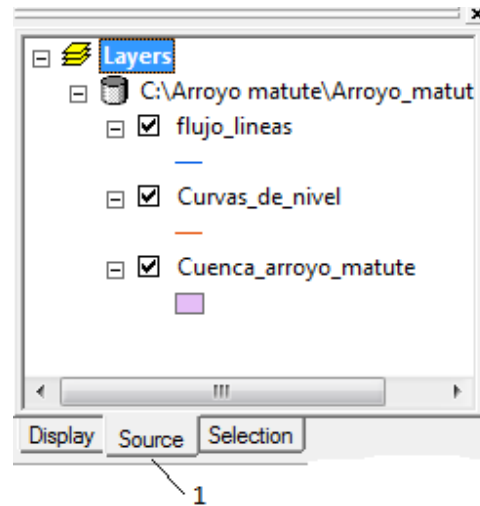 Layers
C:\Arroyo matute\Arroyo_matut
flujo_lineas
Curvas_de_nivel
Cuenca_arroyo_matute
Display Source Selection
1